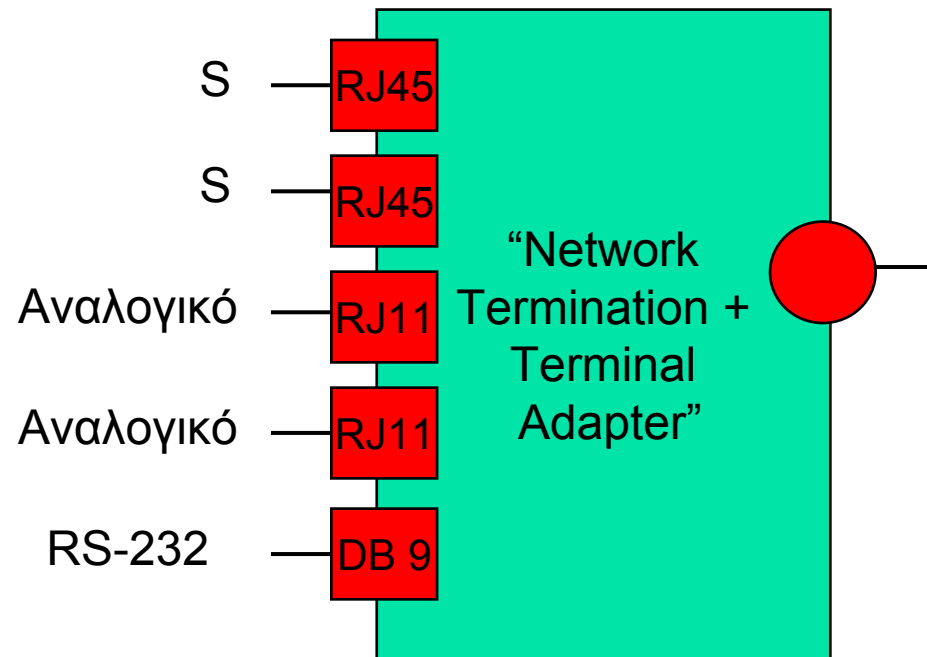 S
RJ45
S
RJ45
Αναλογικό
RJ11
Αναλογικό
RJ11
RS-232
DB 9
“Network
Termination +
Terminal
Adapter”